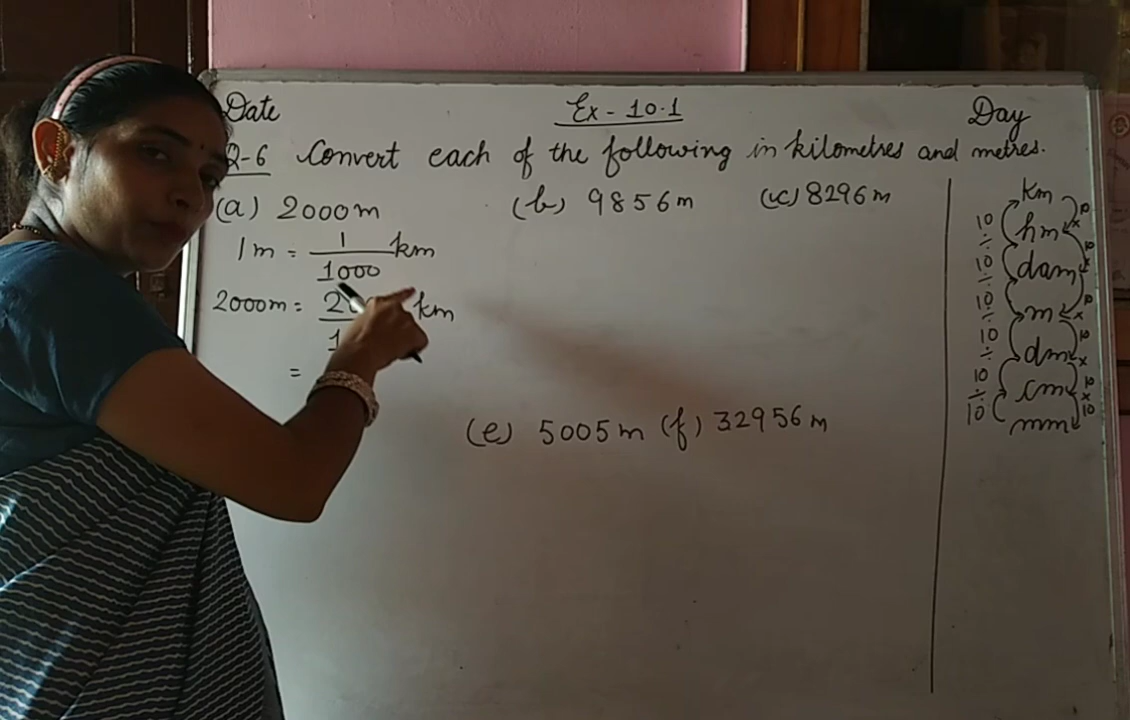 Date Ex - 10.1 Day
Q-6 Convert each of the following in kilometres and metres.
(a) 2000m (b) 9856m (c) 8296m
1m = 1/1000 km
2000m = km
=
(e) 5005m (f) 32956m
km
10 ÷ hm 10 ×
10 ÷ dam 10 ×
10 ÷ m 10 ×
10 ÷ dm 10 ×
10 ÷ cm 10 ×
10 mm 10